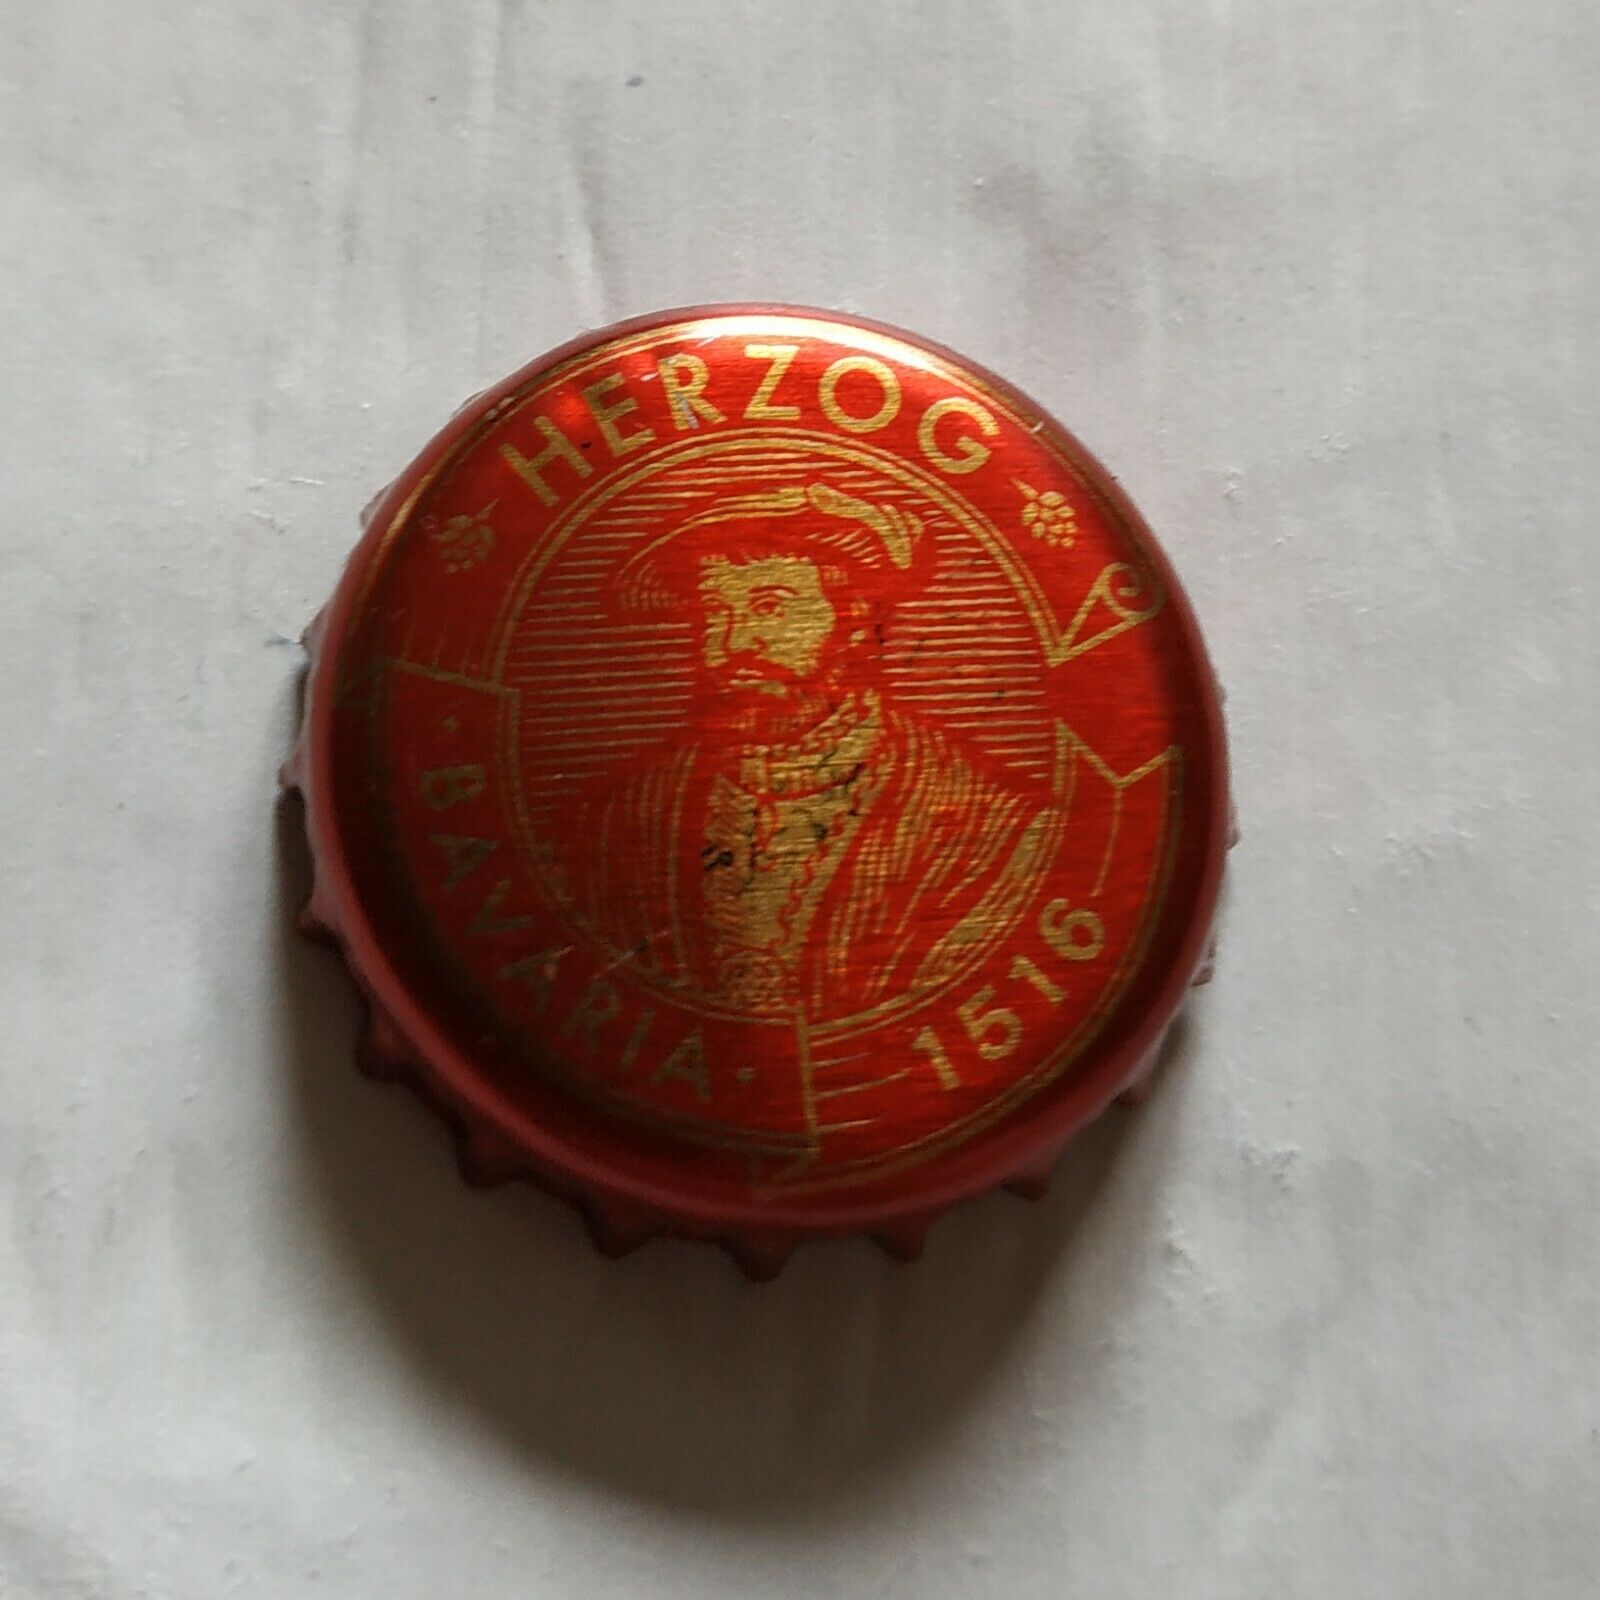 HERZOG
· BAVARIA ·
1516